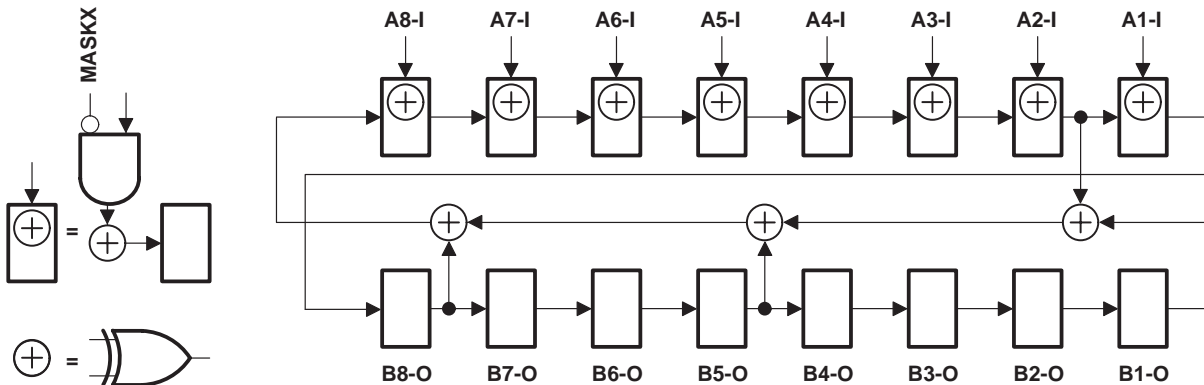 MASKX
A8-I A7-I A6-I A5-I A4-I A3-I A2-I A1-I
=
=
B8-O B7-O B6-O B5-O B4-O B3-O B2-O B1-O